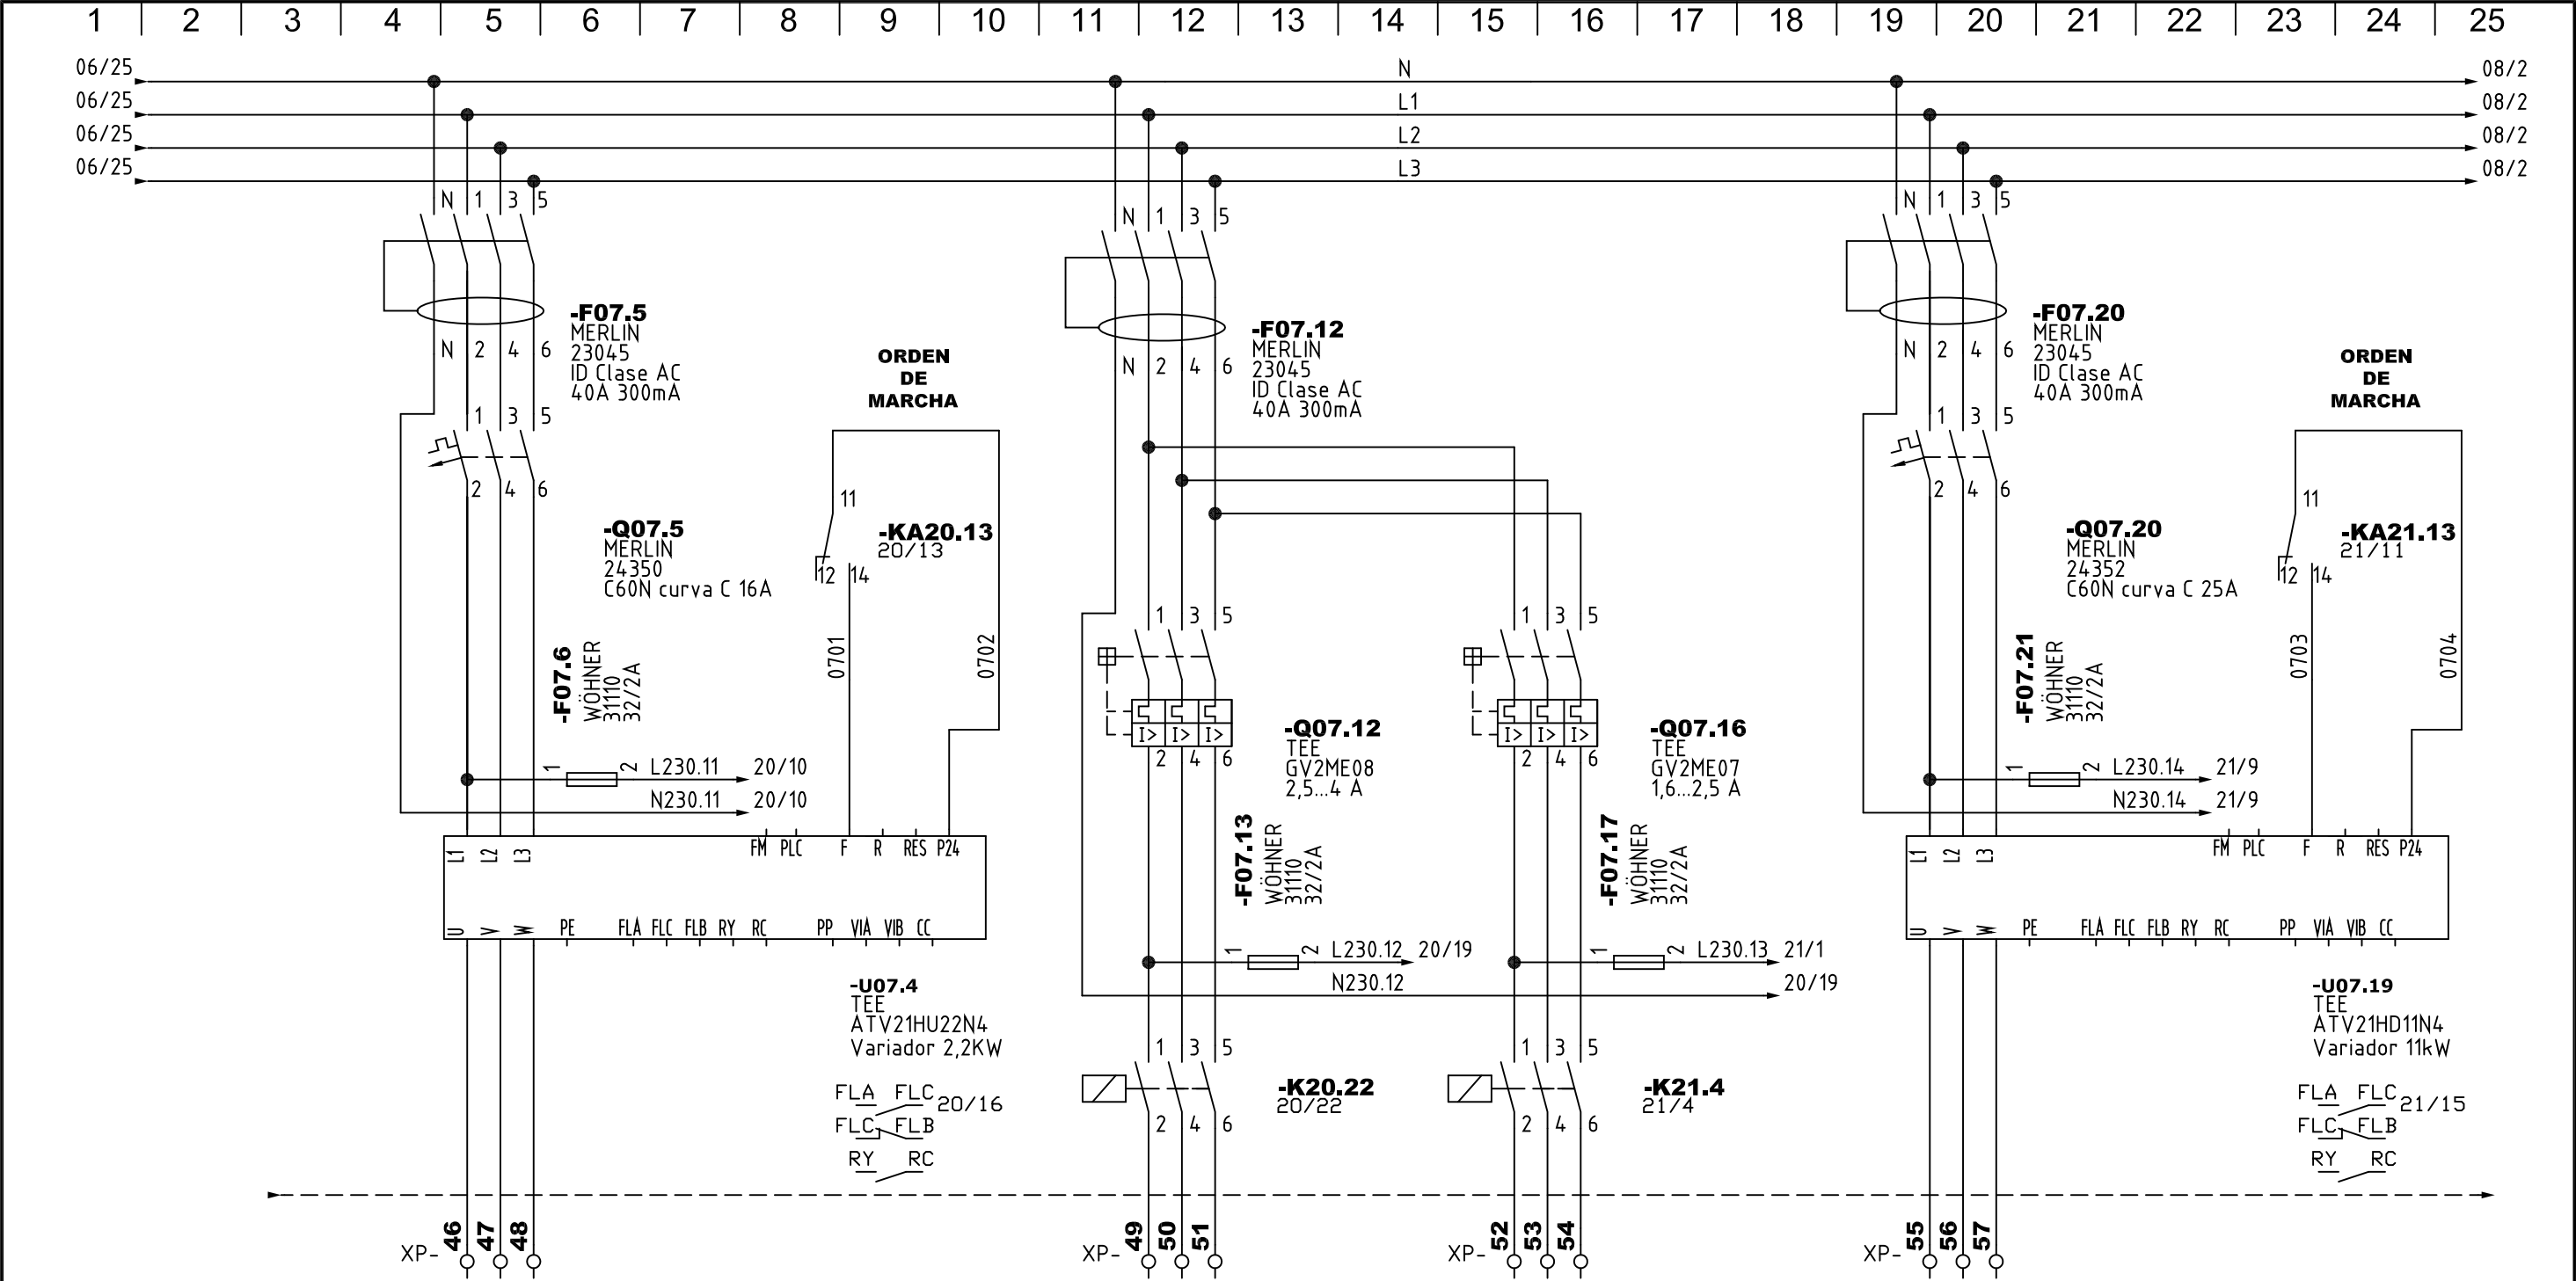 1 2 3 4 5 6 7 8 9 10 11 12 13 14 15 16 17 18 19 20 21 22 23 24 25
06/25 N 08/2
06/25 L1 08/2
06/25 L2 08/2
06/25 L3 08/2
N 1 3 5
N 2 4 6
-F07.5
MERLIN
23045
ID Clase AC
40A 300mA
1 3 5
2 4 6
-Q07.5
MERLIN
24350
C60N curva C 16A
-F07.6
WÖHNER
31110
32/2A
1 2 L230.11 20/10
N230.11 20/10
ORDEN
DE
MARCHA
11
12 14
-KA20.13
20/13
0701
0702
L1 L2 L3 FM PLC F R RES P24
U V W PE FLA FLC FLB RY RC PP VIA VIB CC
-U07.4
TEE
ATV21HU22N4
Variador 2,2KW
FLA FLC 20/16
FLC FLB
RY RC
XP- 46 47 48
N 1 3 5
N 2 4 6
-F07.12
MERLIN
23045
ID Clase AC
40A 300mA
1 3 5
I> I> I>
2 4 6
-Q07.12
TEE
GV2ME08
2,5...4 A
-F07.13
WÖHNER
31110
32/2A
1 2 L230.12 20/19
N230.12 20/19
1 3 5
2 4 6
-K20.22
20/22
XP- 49 50 51
1 3 5
I> I> I>
2 4 6
-Q07.16
TEE
GV2ME07
1,6...2,5 A
-F07.17
WÖHNER
31110
32/2A
1 2 L230.13 21/1
1 3 5
2 4 6
-K21.4
21/4
XP- 52 53 54
N 1 3 5
N 2 4 6
-F07.20
MERLIN
23045
ID Clase AC
40A 300mA
1 3 5
2 4 6
-Q07.20
MERLIN
24352
C60N curva C 25A
-F07.21
WÖHNER
31110
32/2A
1 2 L230.14 21/9
N230.14 21/9
ORDEN
DE
MARCHA
11
12 14
-KA21.13
21/11
0703
0704
L1 L2 L3 FM PLC F R RES P24
U V W PE FLA FLC FLB RY RC PP VIA VIB CC
-U07.19
TEE
ATV21HD11N4
Variador 11kW
FLA FLC 21/15
FLC FLB
RY RC
XP- 55 56 57